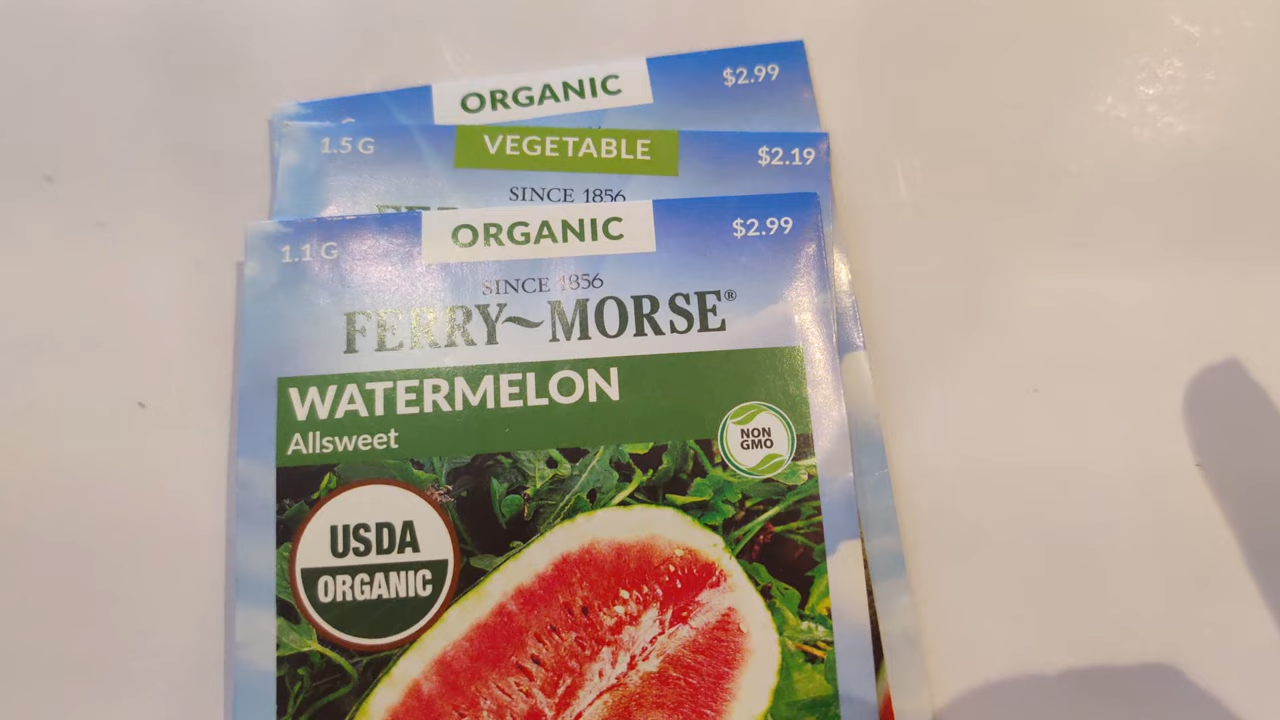 ORGANIC $2.99
1.5 G VEGETABLE $2.19
SINCE 1856
1.1 G ORGANIC $2.99
SINCE 1856
FERRY~MORSE®
WATERMELON
Allsweet
NON
GMO
USDA
ORGANIC